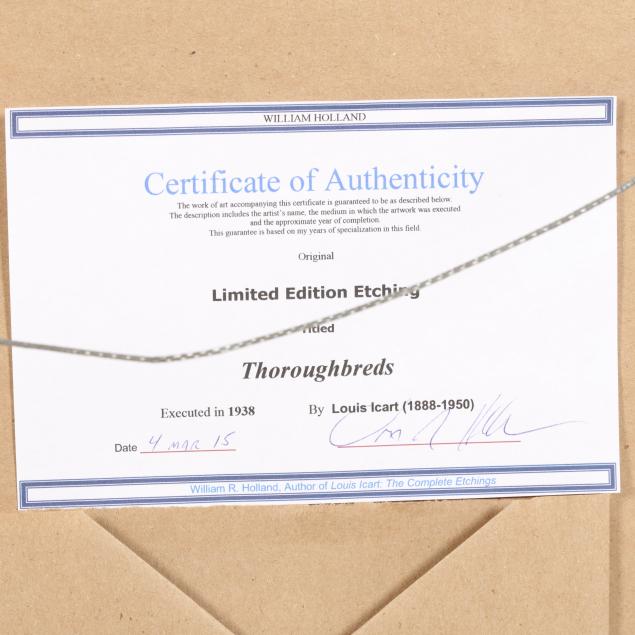 WILLIAM HOLLAND
Certificate of Authenticity
The work of art accompanying this certificate is guaranteed to be as described below.
The description includes the artist's name, the medium in which the artwork was executed
and the approximate year of completion.
This guarantee is based on my years of specialization in this field.
Original
Limited Edition Etching
Titled
Thoroughbreds
Executed in 1938 By Louis Icart (1888-1950)
Date 4 MAR 15
William R. Holland, Author of Louis Icart: The Complete Etchings